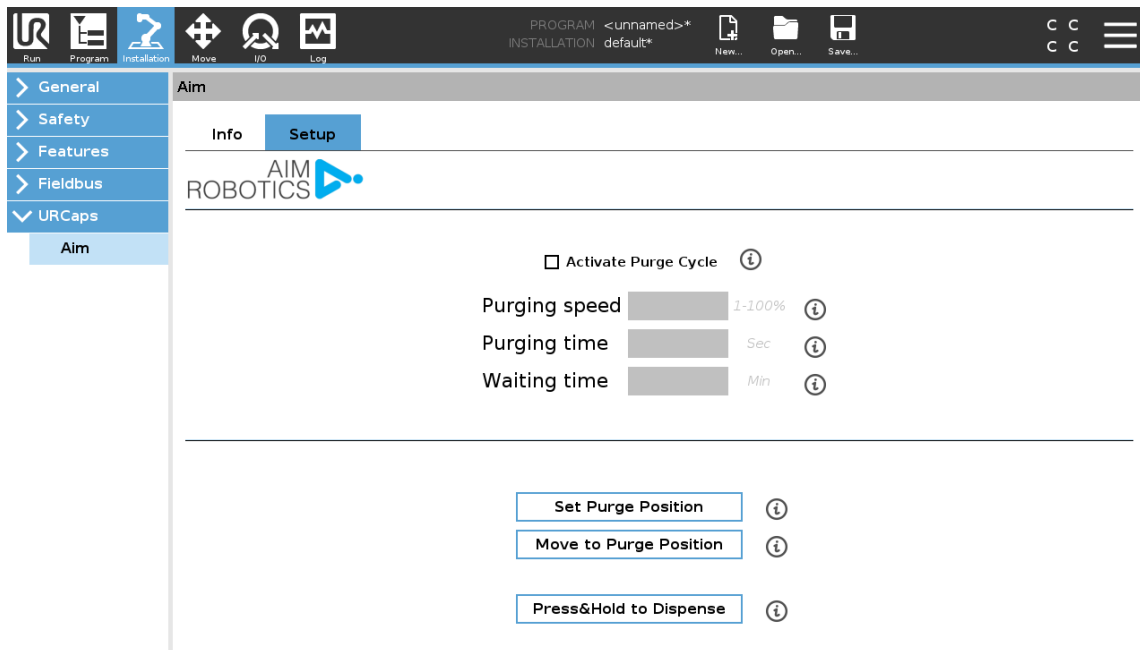 PROGRAM <unnamed>*
INSTALLATION default*
New... Open... Save...
C C
C C
Run Program Installation Move I/O Log
General
Safety
Features
Fieldbus
URCaps
Aim
Aim
Info Setup
AIM
ROBOTICS
Activate Purge Cycle
Purging speed 1-100%
Purging time Sec
Waiting time Min
Set Purge Position
Move to Purge Position
Press&Hold to Dispense